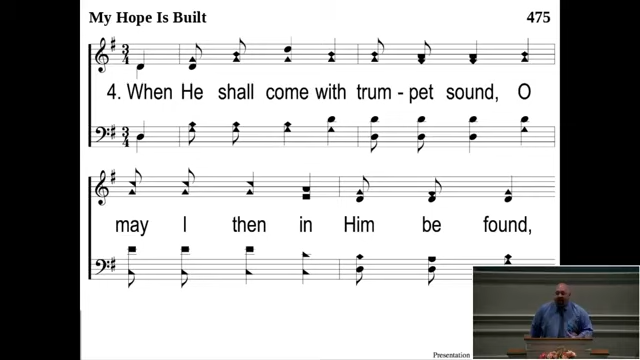 My Hope Is Built
475
4. When He shall come with trum - pet sound, O
may I then in Him be found,
Presentation